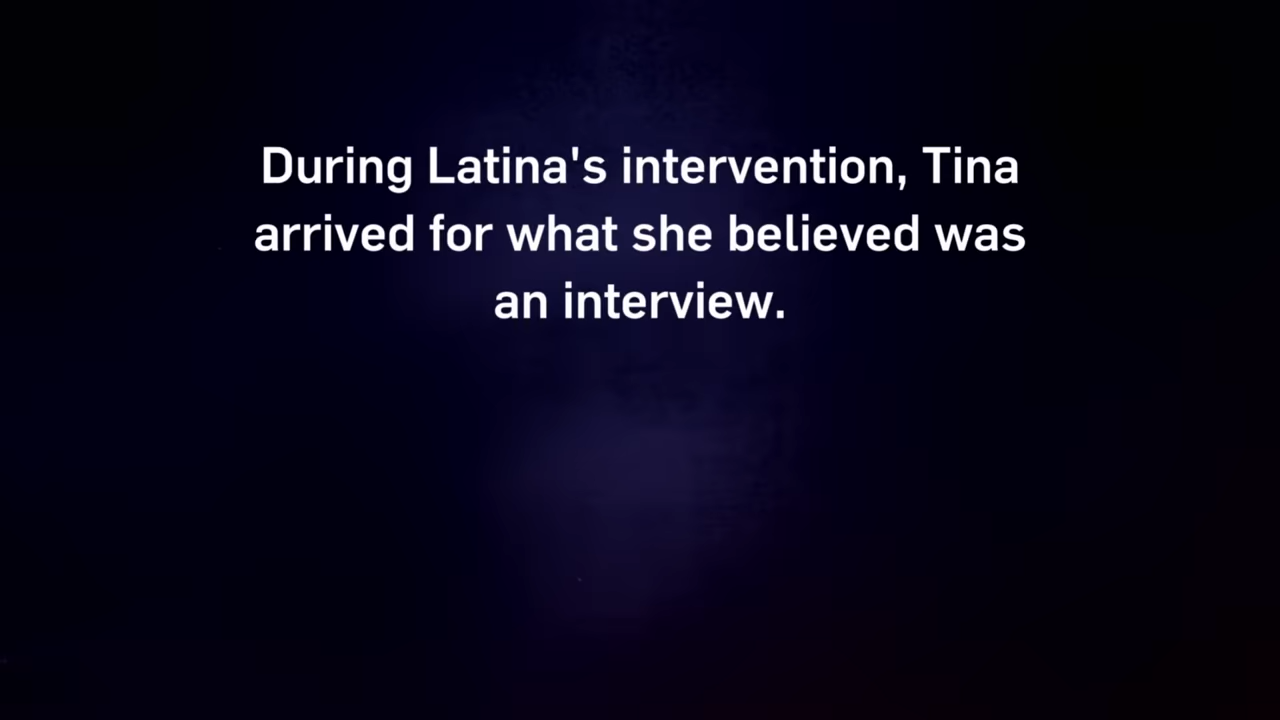 During Latina's intervention, Tina
arrived for what she believed was
an interview.